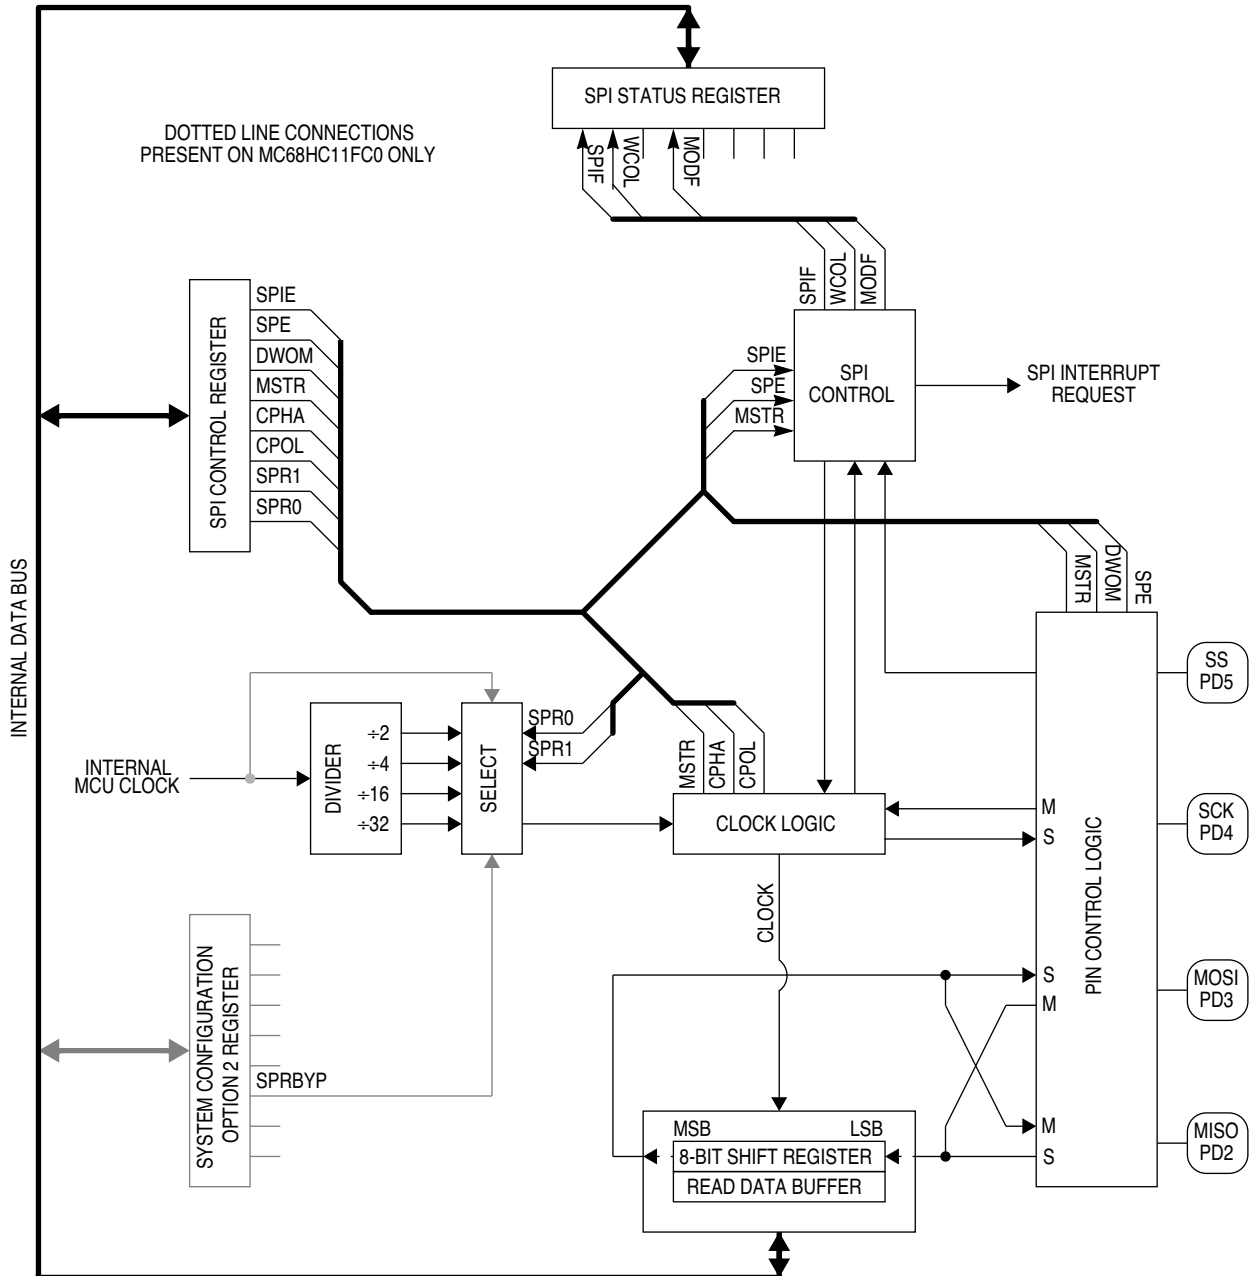 SPI STATUS REGISTER
DOTTED LINE CONNECTIONS
PRESENT ON MC68HC11FC0 ONLY
SPIF
WCOL
MODF
SPIF
WCOL
MODF
SPI CONTROL REGISTER
SPIE
SPE
DWOM
MSTR
CPHA
CPOL
SPR1
SPR0
SPIE
SPE
MSTR
SPI
CONTROL
SPI INTERRUPT
REQUEST
INTERNAL DATA BUS
MSTR
DWOM
SPE
SS
PD5
INTERNAL
MCU CLOCK
DIVIDER
÷2
÷4
÷16
÷32
SELECT
SPR0
SPR1
MSTR
CPHA
CPOL
CLOCK LOGIC
M
S
SCK
PD4
PIN CONTROL LOGIC
CLOCK
S
M
MOSI
PD3
SYSTEM CONFIGURATION
OPTION 2 REGISTER
SPRBYP
MSB LSB
8-BIT SHIFT REGISTER
READ DATA BUFFER
M
S
MISO
PD2